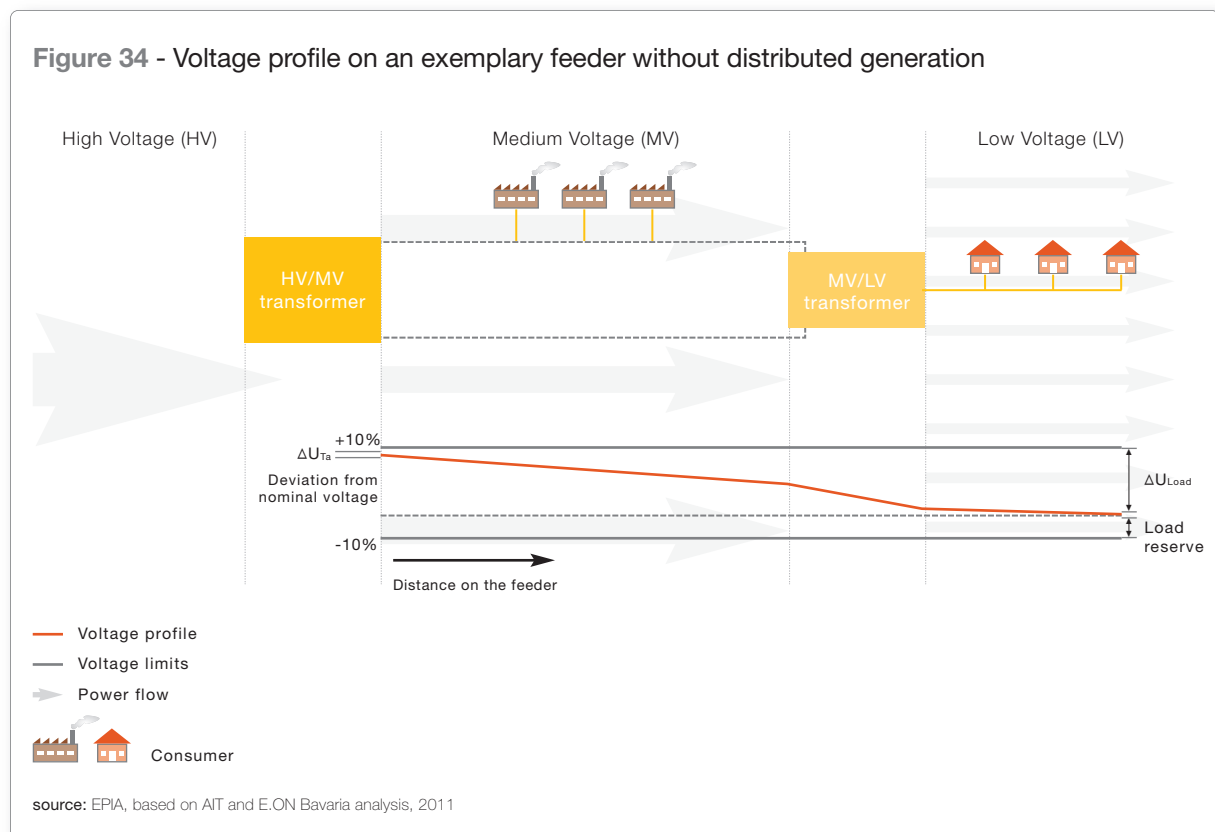 Figure 34 - Voltage profile on an exemplary feeder without distributed generation
High Voltage (HV)
Medium Voltage (MV)
Low Voltage (LV)
HV/MV
transformer
MV/LV
transformer
+10%
ΔUTa
Deviation from
nominal voltage
-10%
ΔULoad
Load
reserve
Distance on the feeder
Voltage profile
Voltage limits
Power flow
Consumer
source: EPIA, based on AIT and E.ON Bavaria analysis, 2011